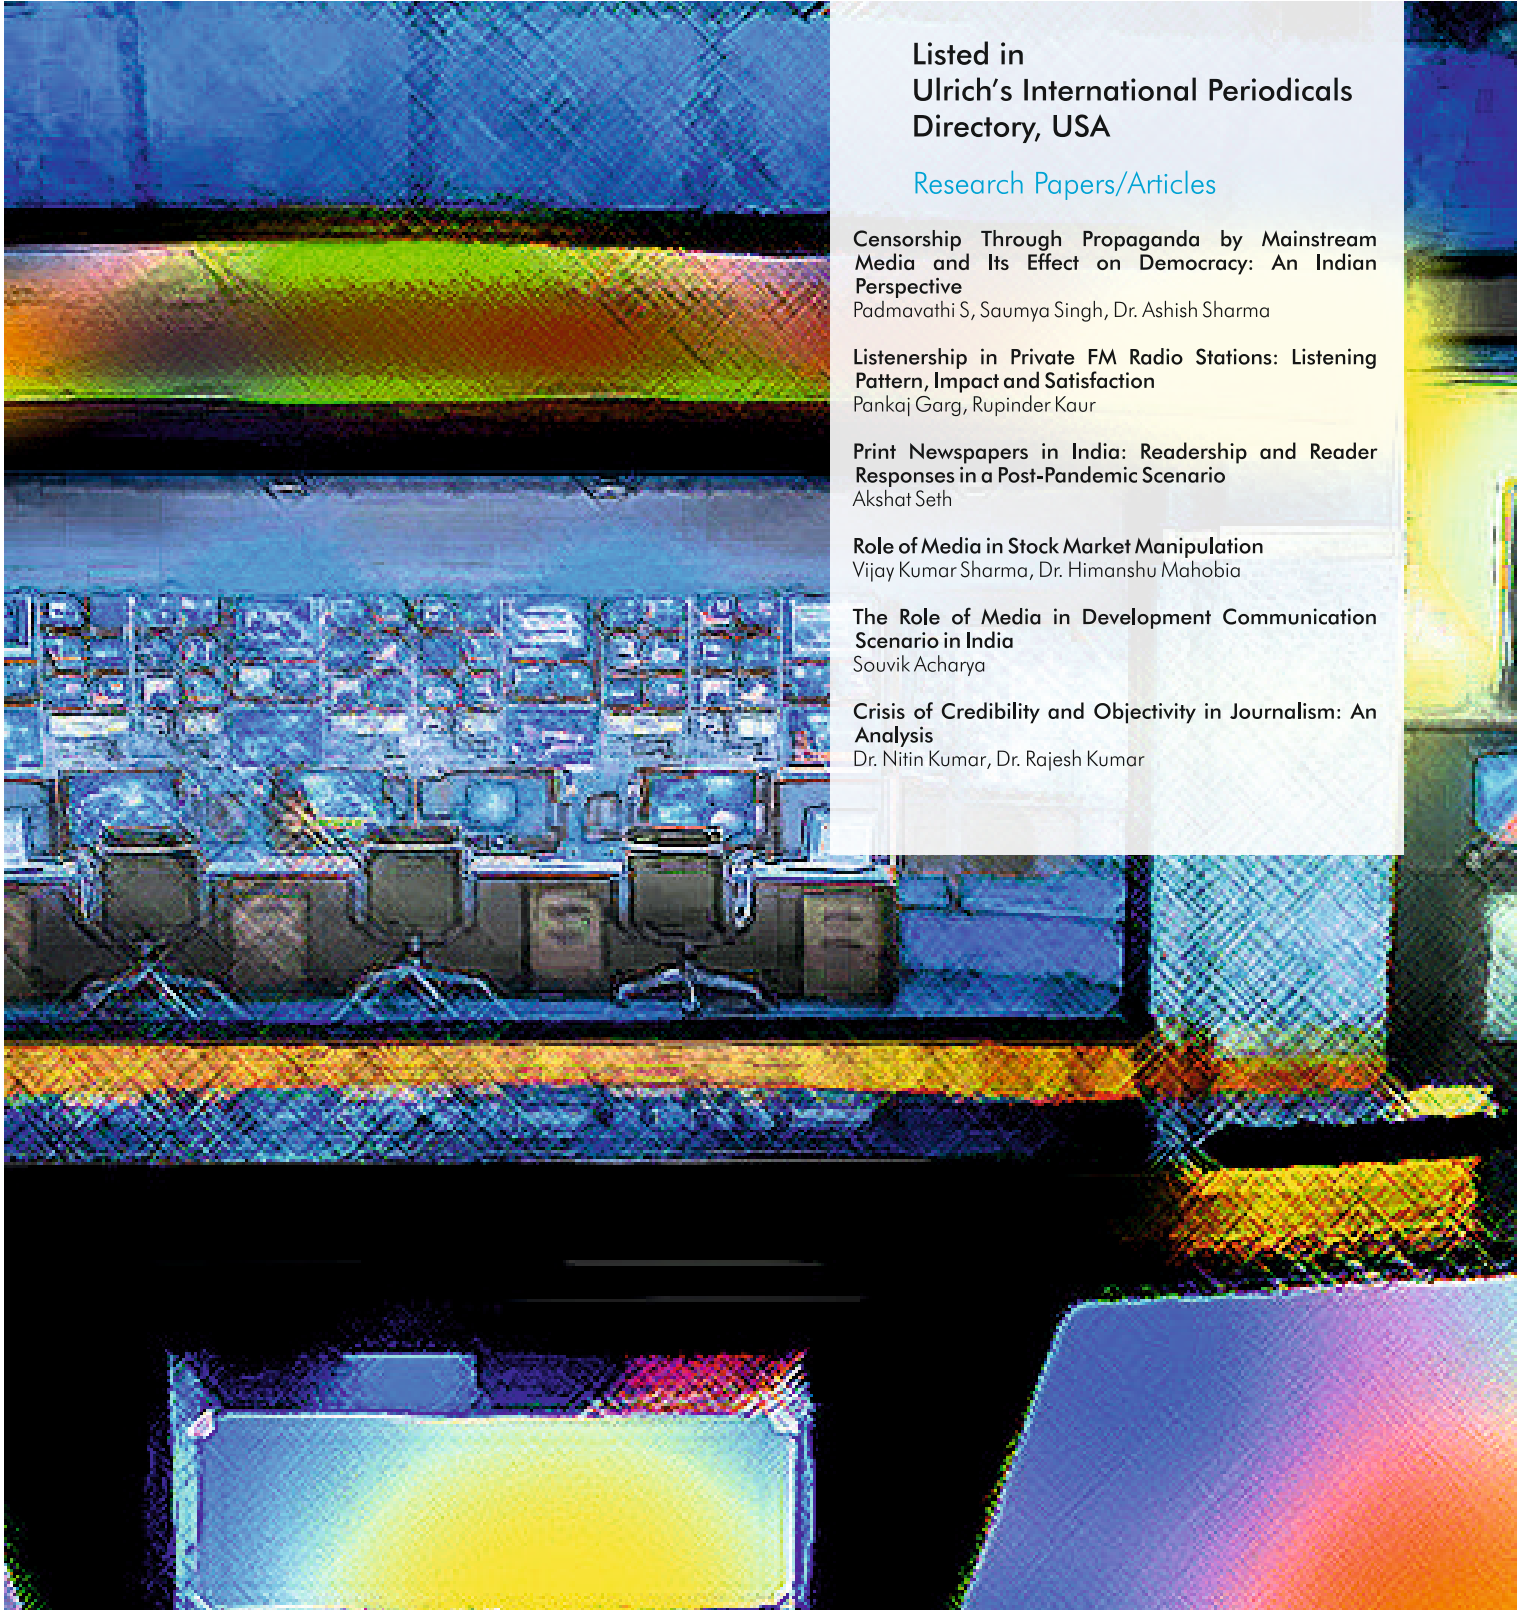 Listed in
Ulrich's International Periodicals
Directory, USA
Research Papers/Articles
Censorship Through Propaganda by Mainstream
Media and Its Effect on Democracy: An Indian
Perspective
Padmavathi S, Saumya Singh, Dr. Ashish Sharma
Listenership in Private FM Radio Stations: Listening
Pattern, Impact and Satisfaction
Pankaj Garg, Rupinder Kaur
Print Newspapers in India: Readership and Reader
Responses in a Post-Pandemic Scenario
Akshat Seth
Role of Media in Stock Market Manipulation
Vijay Kumar Sharma, Dr. Himanshu Mahobia
The Role of Media in Development Communication
Scenario in India
Souvik Acharya
Crisis of Credibility and Objectivity in Journalism: An
Analysis
Dr. Nitin Kumar, Dr. Rajesh Kumar